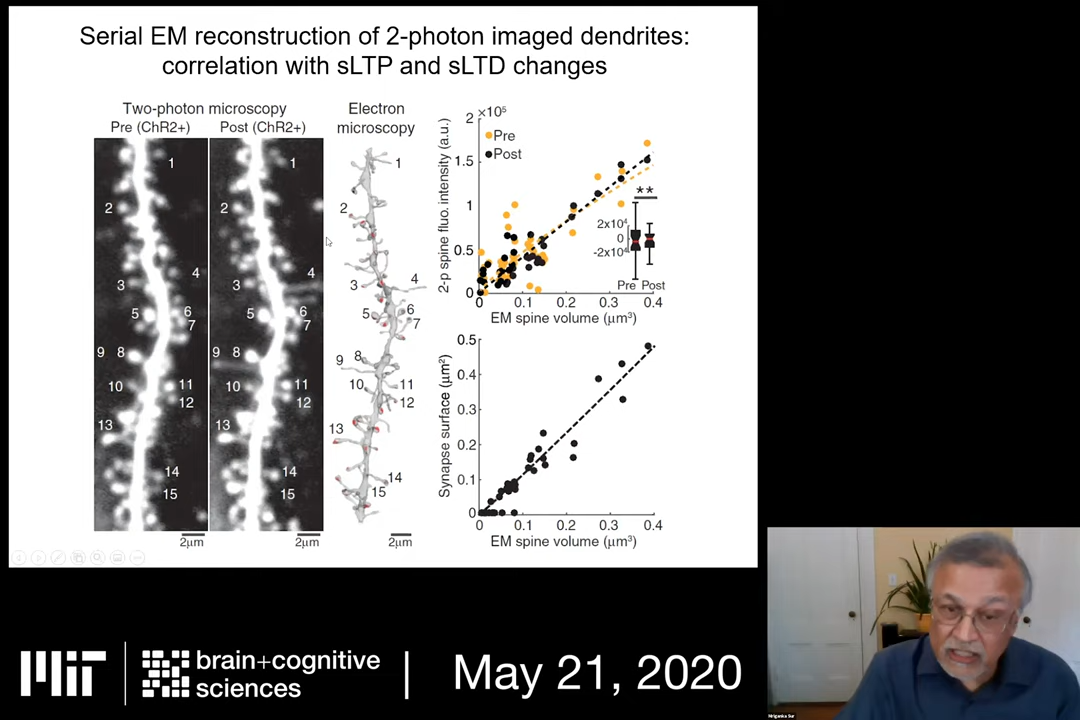 Serial EM reconstruction of 2-photon imaged dendrites:
correlation with sLTP and sLTD changes
Two-photon microscopy
Pre (ChR2+) Post (ChR2+)
1
2
3
4
5
6
7
9 8
10
11
12
13
14
15
2μm
1
2
3
4
5
6
7
9 8
10
11
12
13
14
15
2μm
Electron
microscopy
1
2
3
4
5
6
7
9
8
10
11
12
13
14
15
2μm
×10⁵
2-p spine fluo. intensity (a.u.)
2
1.5
1
0.5
0
Pre
Post
**
2x10⁴
0
-2x10⁴
Pre Post
0 0.1 0.2 0.3 0.4
EM spine volume (μm³)
Synapse surface (μm²)
0.5
0.4
0.3
0.2
0.1
0
0 0.1 0.2 0.3 0.4
EM spine volume (μm³)
MIT
brain+cognitive
sciences
May 21, 2020
Mriganka Sur